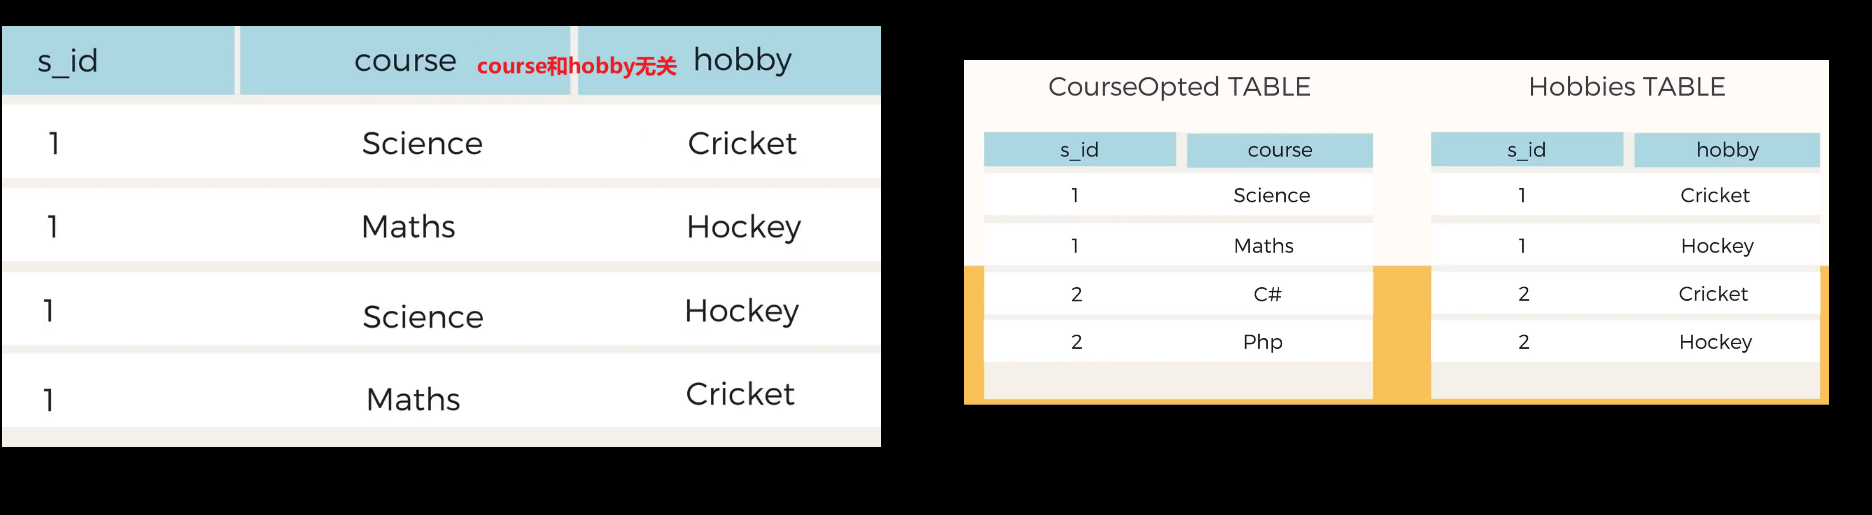 s_id course course和hobby无关 hobby
1 Science Cricket
1 Maths Hockey
1 Science Hockey
1 Maths Cricket
CourseOpted TABLE
s_id course
1 Science
1 Maths
2 C#
2 Php
Hobbies TABLE
s_id hobby
1 Cricket
1 Hockey
2 Cricket
2 Hockey